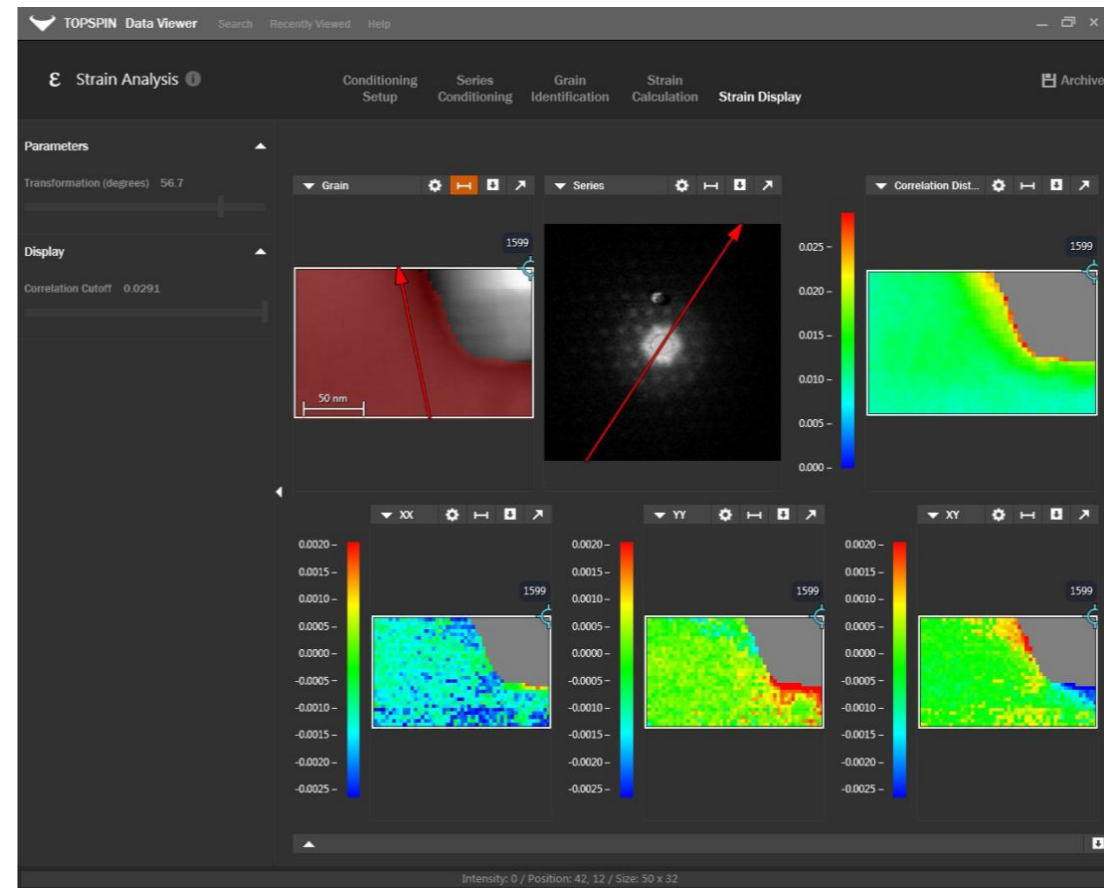 TOPSPIN Data Viewer Search Recently Viewed Help
ε Strain Analysis
Conditioning Setup
Series Conditioning
Grain Identification
Strain Calculation
Strain Display
Archive
Parameters
Transformation (degrees) 56.7
Display
Correlation Cutoff 0.0291
Grain
1599
50 nm
Series
Correlation Dist...
0.025
0.020
0.015
0.010
0.005
0.000
1599
XX
0.0020
0.0015
0.0010
0.0005
0.0000
-0.0005
-0.0010
-0.0015
-0.0020
-0.0025
1599
YY
0.0020
0.0015
0.0010
0.0005
0.0000
-0.0005
-0.0010
-0.0015
-0.0020
-0.0025
1599
XY
0.0020
0.0015
0.0010
0.0005
0.0000
-0.0005
-0.0010
-0.0015
-0.0020
-0.0025
1599
Intensity: 0 / Position: 42, 12 / Size: 50 x 32